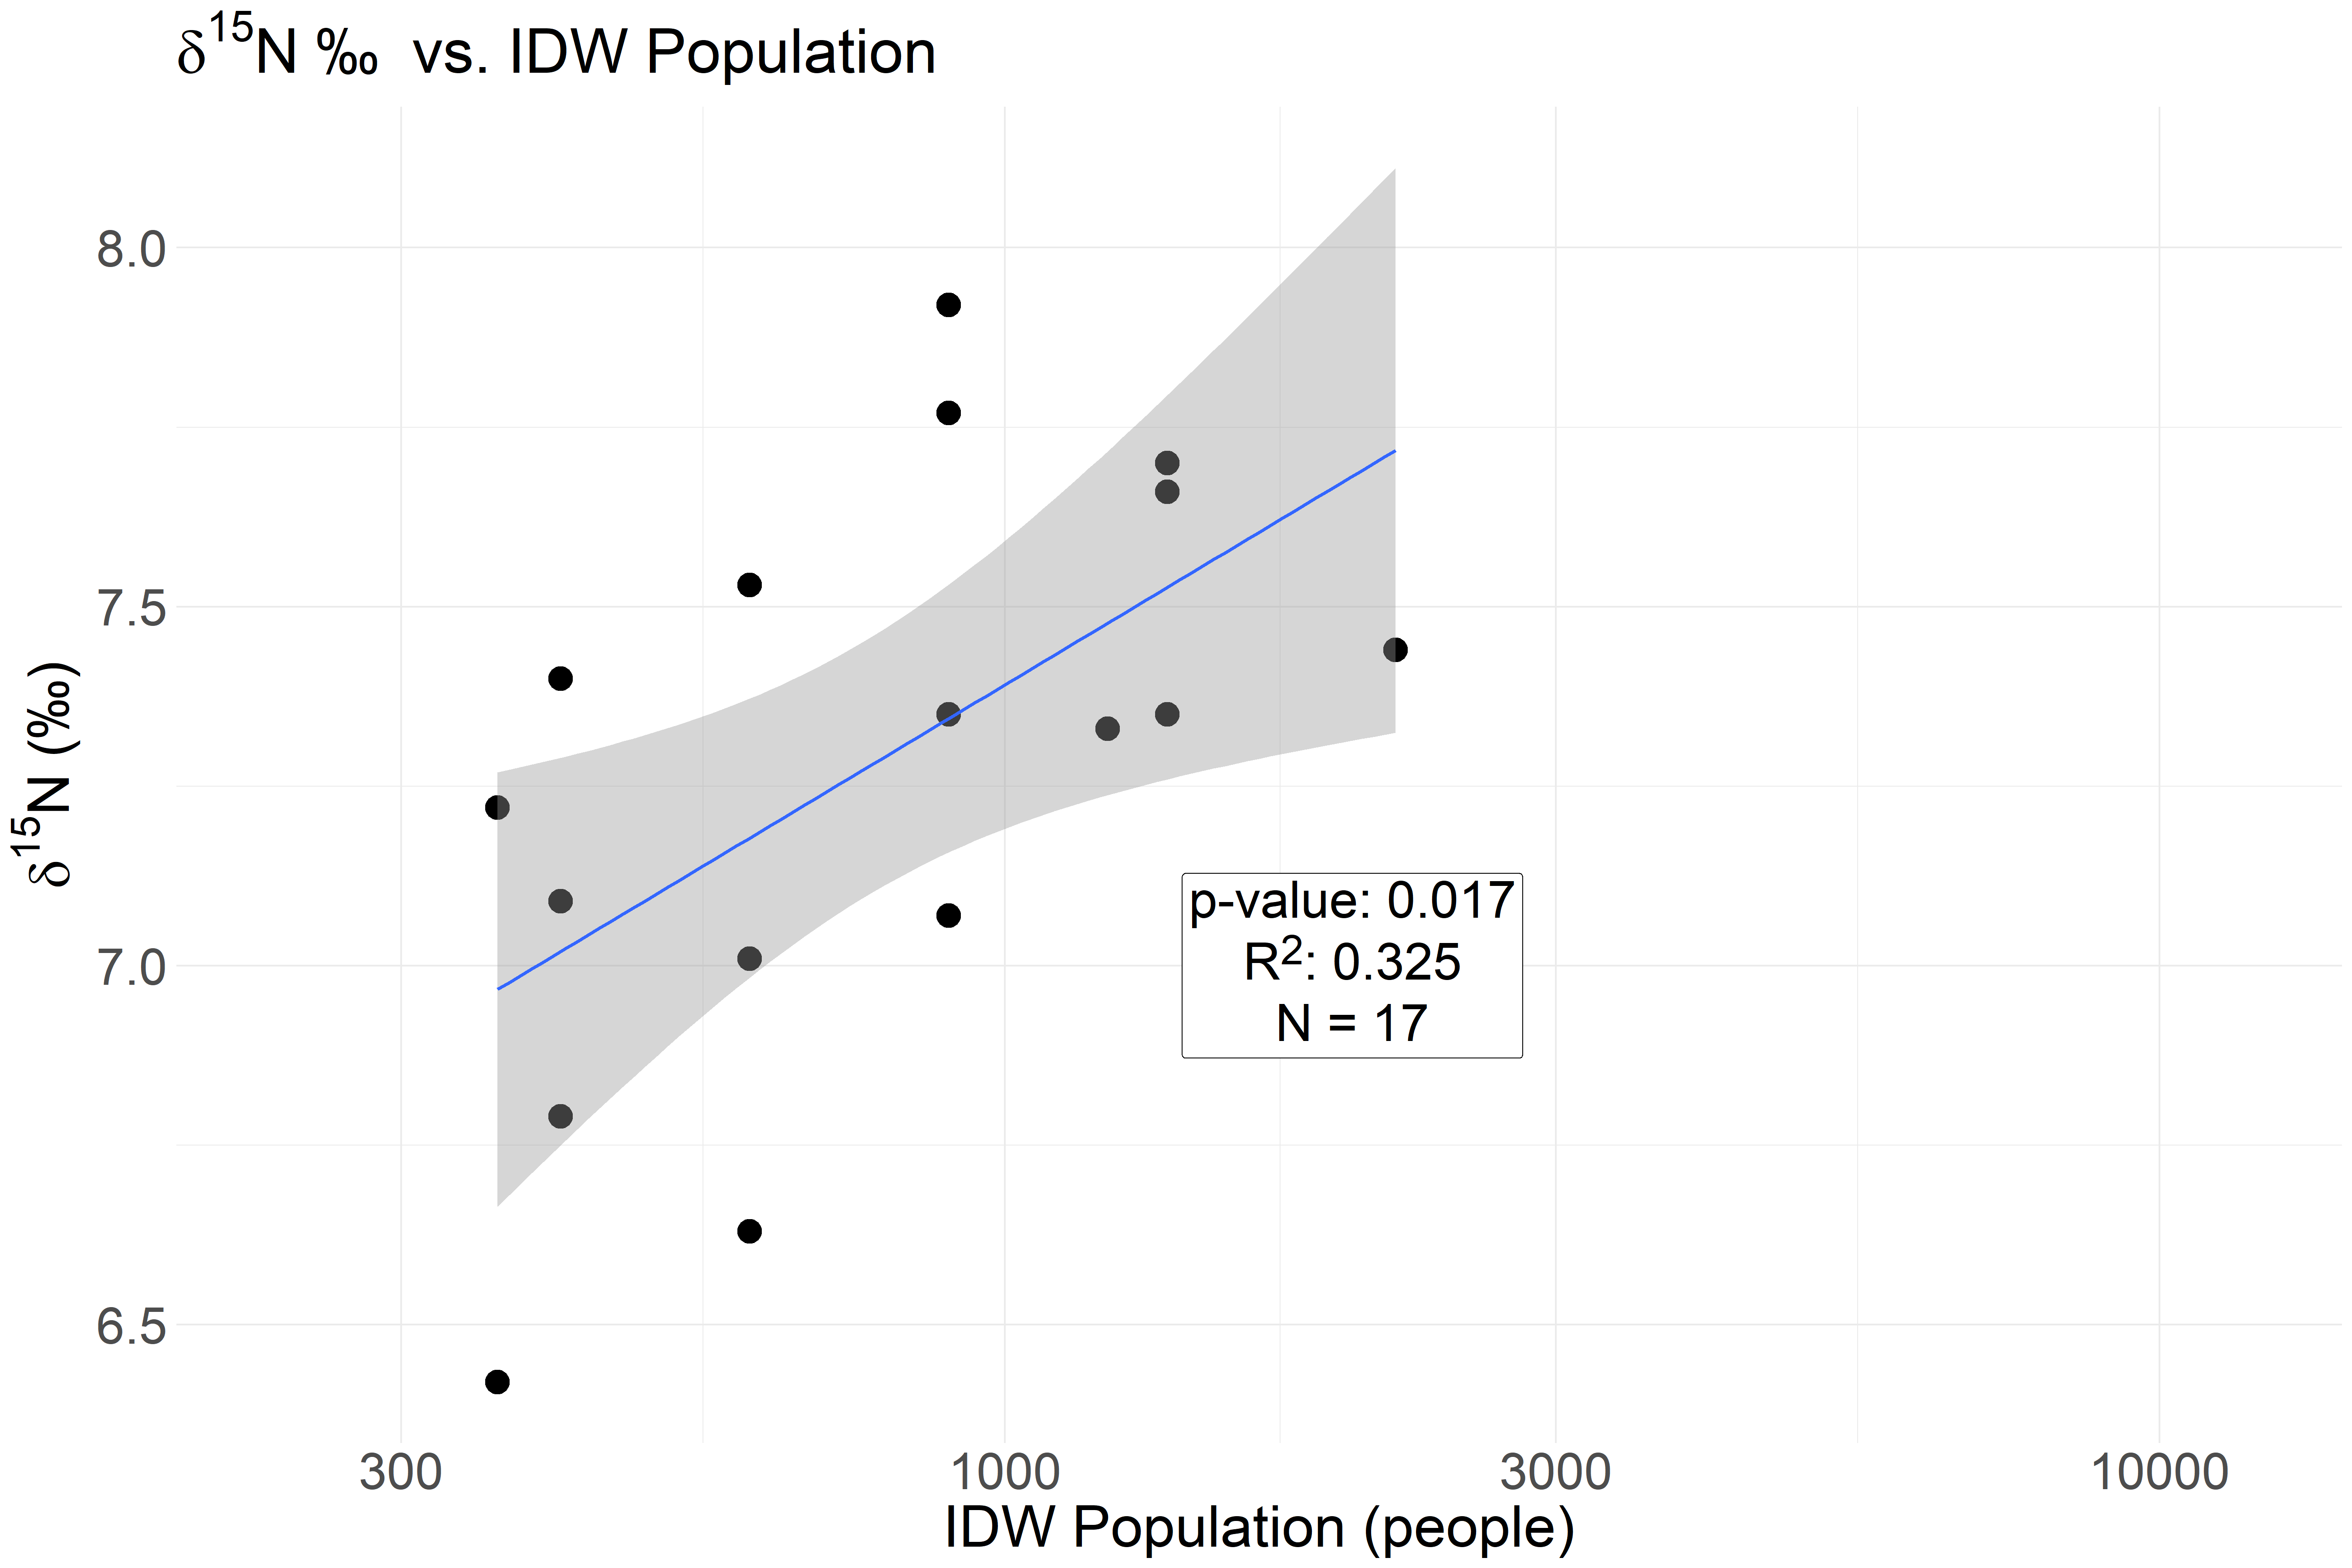 δ¹⁵N ‰ vs. IDW Population
8.0
7.5
7.0
6.5
δ¹⁵N (‰)
p-value: 0.017
R²: 0.325
N = 17
300 1000 3000 10000
IDW Population (people)